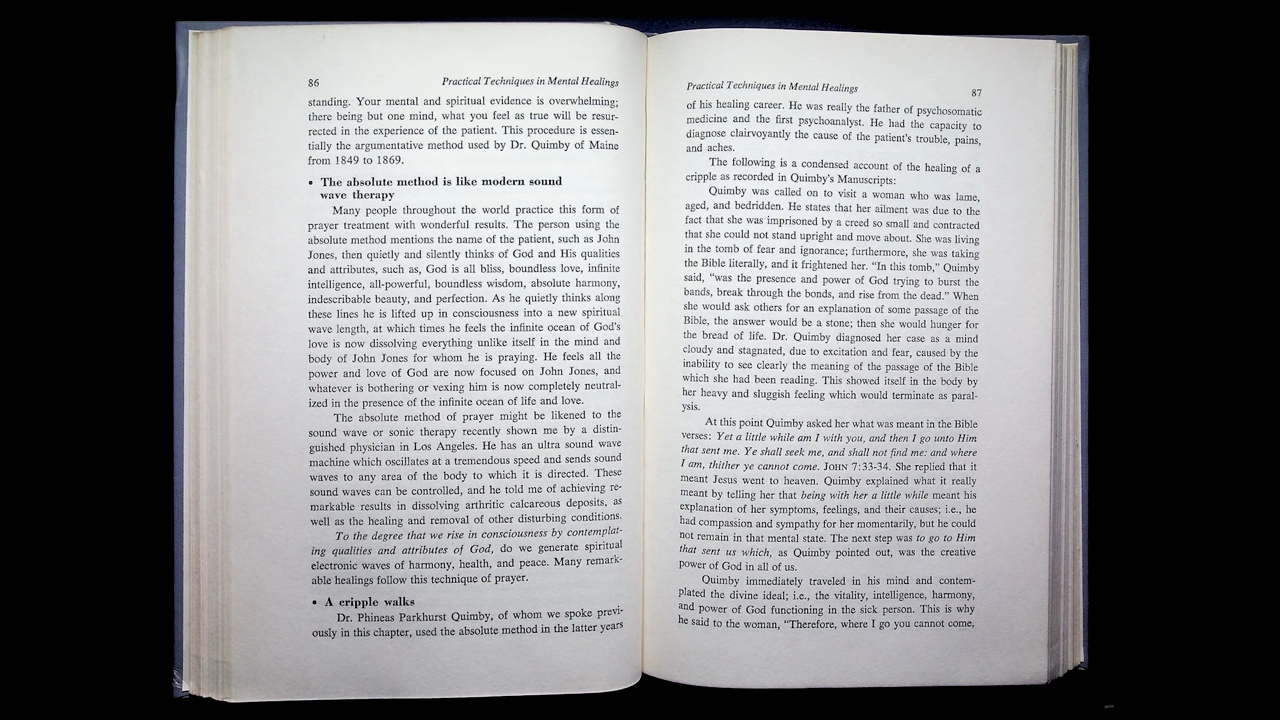 86 Practical Techniques in Mental Healings
standing. Your mental and spiritual evidence is overwhelming;
there being but one mind, what you feel as true will be resur-
rected in the experience of the patient. This procedure is essen-
tially the argumentative method used by Dr. Quimby of Maine
from 1849 to 1869.
• The absolute method is like modern sound
wave therapy
Many people throughout the world practice this form of
prayer treatment with wonderful results. The person using the
absolute method mentions the name of the patient, such as John
Jones, then quietly and silently thinks of God and His qualities
and attributes, such as, God is all bliss, boundless love, infinite
intelligence, all-powerful, boundless wisdom, absolute harmony,
indescribable beauty, and perfection. As he quietly thinks along
these lines he is lifted up in consciousness into a new spiritual
wave length, at which times he feels the infinite ocean of God's
love is now dissolving everything unlike itself in the mind and
body of John Jones for whom he is praying. He feels all the
power and love of God are now focused on John Jones, and
whatever is bothering or vexing him is now completely neutral-
ized in the presence of the infinite ocean of life and love.
The absolute method of prayer might be likened to the
sound wave or sonic therapy recently shown me by a distin-
guished physician in Los Angeles. He has an ultra sound wave
machine which oscillates at a tremendous speed and sends sound
waves to any area of the body to which it is directed. These
sound waves can be controlled, and he told me of achieving re-
markable results in dissolving arthritic calcareous deposits, as
well as the healing and removal of other disturbing conditions.
To the degree that we rise in consciousness by contemplat-
ing qualities and attributes of God, do we generate spiritual
electronic waves of harmony, health, and peace. Many remark-
able healings follow this technique of prayer.
• A cripple walks
Dr. Phineas Parkhurst Quimby, of whom we spoke previ-
ously in this chapter, used the absolute method in the latter years
Practical Techniques in Mental Healings 87
of his healing career. He was really the father of psychosomatic
medicine and the first psychoanalyst. He had the capacity to
diagnose clairvoyantly the cause of the patient's trouble, pains,
and aches.
The following is a condensed account of the healing of a
cripple as recorded in Quimby's Manuscripts:
Quimby was called on to visit a woman who was lame,
aged, and bedridden. He states that her ailment was due to the
fact that she was imprisoned by a creed so small and contracted
that she could not stand upright and move about. She was living
in the tomb of fear and ignorance; furthermore, she was taking
the Bible literally, and it frightened her. "In this tomb," Quimby
said, "was the presence and power of God trying to burst the
bands, break through the bonds, and rise from the dead." When
she would ask others for an explanation of some passage of the
Bible, the answer would be a stone; then she would hunger for
the bread of life. Dr. Quimby diagnosed her case as a mind
cloudy and stagnated, due to excitation and fear, caused by the
inability to see clearly the meaning of the passage of the Bible
which she had been reading. This showed itself in the body by
her heavy and sluggish feeling which would terminate as paral-
ysis.
At this point Quimby asked her what was meant in the Bible
verses: Yet a little while am I with you, and then I go unto Him
that sent me. Ye shall seek me, and shall not find me: and where
I am, thither ye cannot come. JOHN 7:33-34. She replied that it
meant Jesus went to heaven. Quimby explained what it really
meant by telling her that being with her a little while meant his
explanation of her symptoms, feelings, and their causes; i.e., he
had compassion and sympathy for her momentarily, but he could
not remain in that mental state. The next step was to go to Him
that sent us which, as Quimby pointed out, was the creative
power of God in all of us.
Quimby immediately traveled in his mind and contem-
plated the divine ideal; i.e., the vitality, intelligence, harmony,
and power of God functioning in the sick person. This is why
he said to the woman, "Therefore, where I go you cannot come,